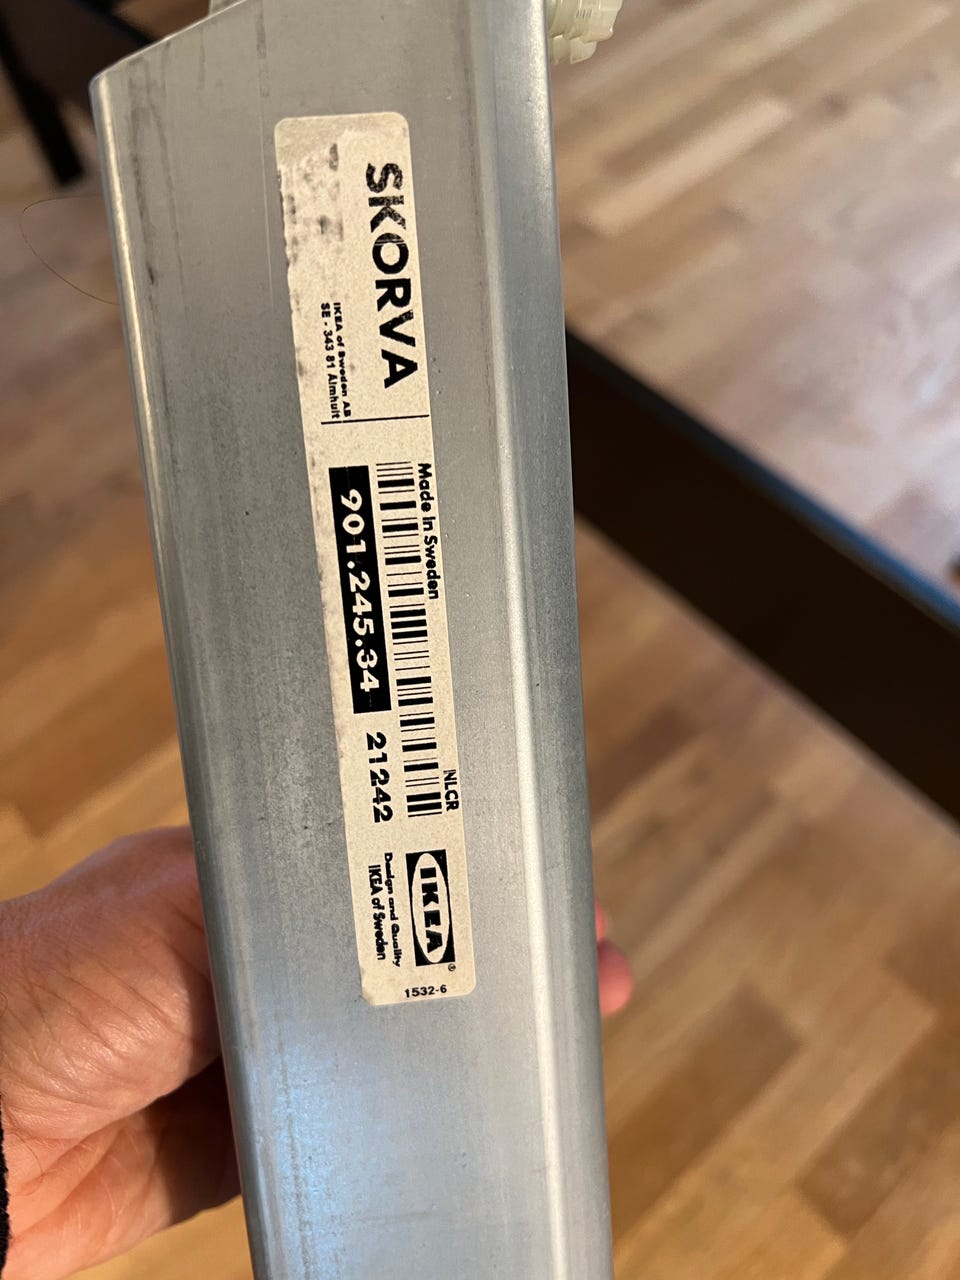 SKORVA
IKEA of Sweden AB
SE - 343 81 Älmhult
Made in Sweden
901.245.34
21242
NLCR
IKEA®
Design and Quality
IKEA of Sweden
1532-6